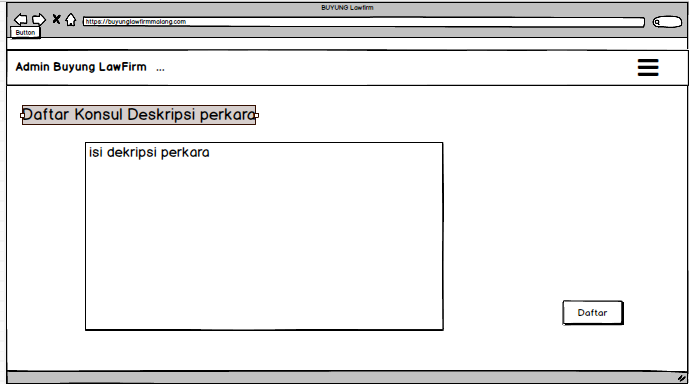 BUYUNG Lawfirm
https://buyunglawfirmmalang.com
Button
Admin Buyung LawFirm ...
Daftar Konsul Deskripsi perkara
isi dekripsi perkara
Daftar